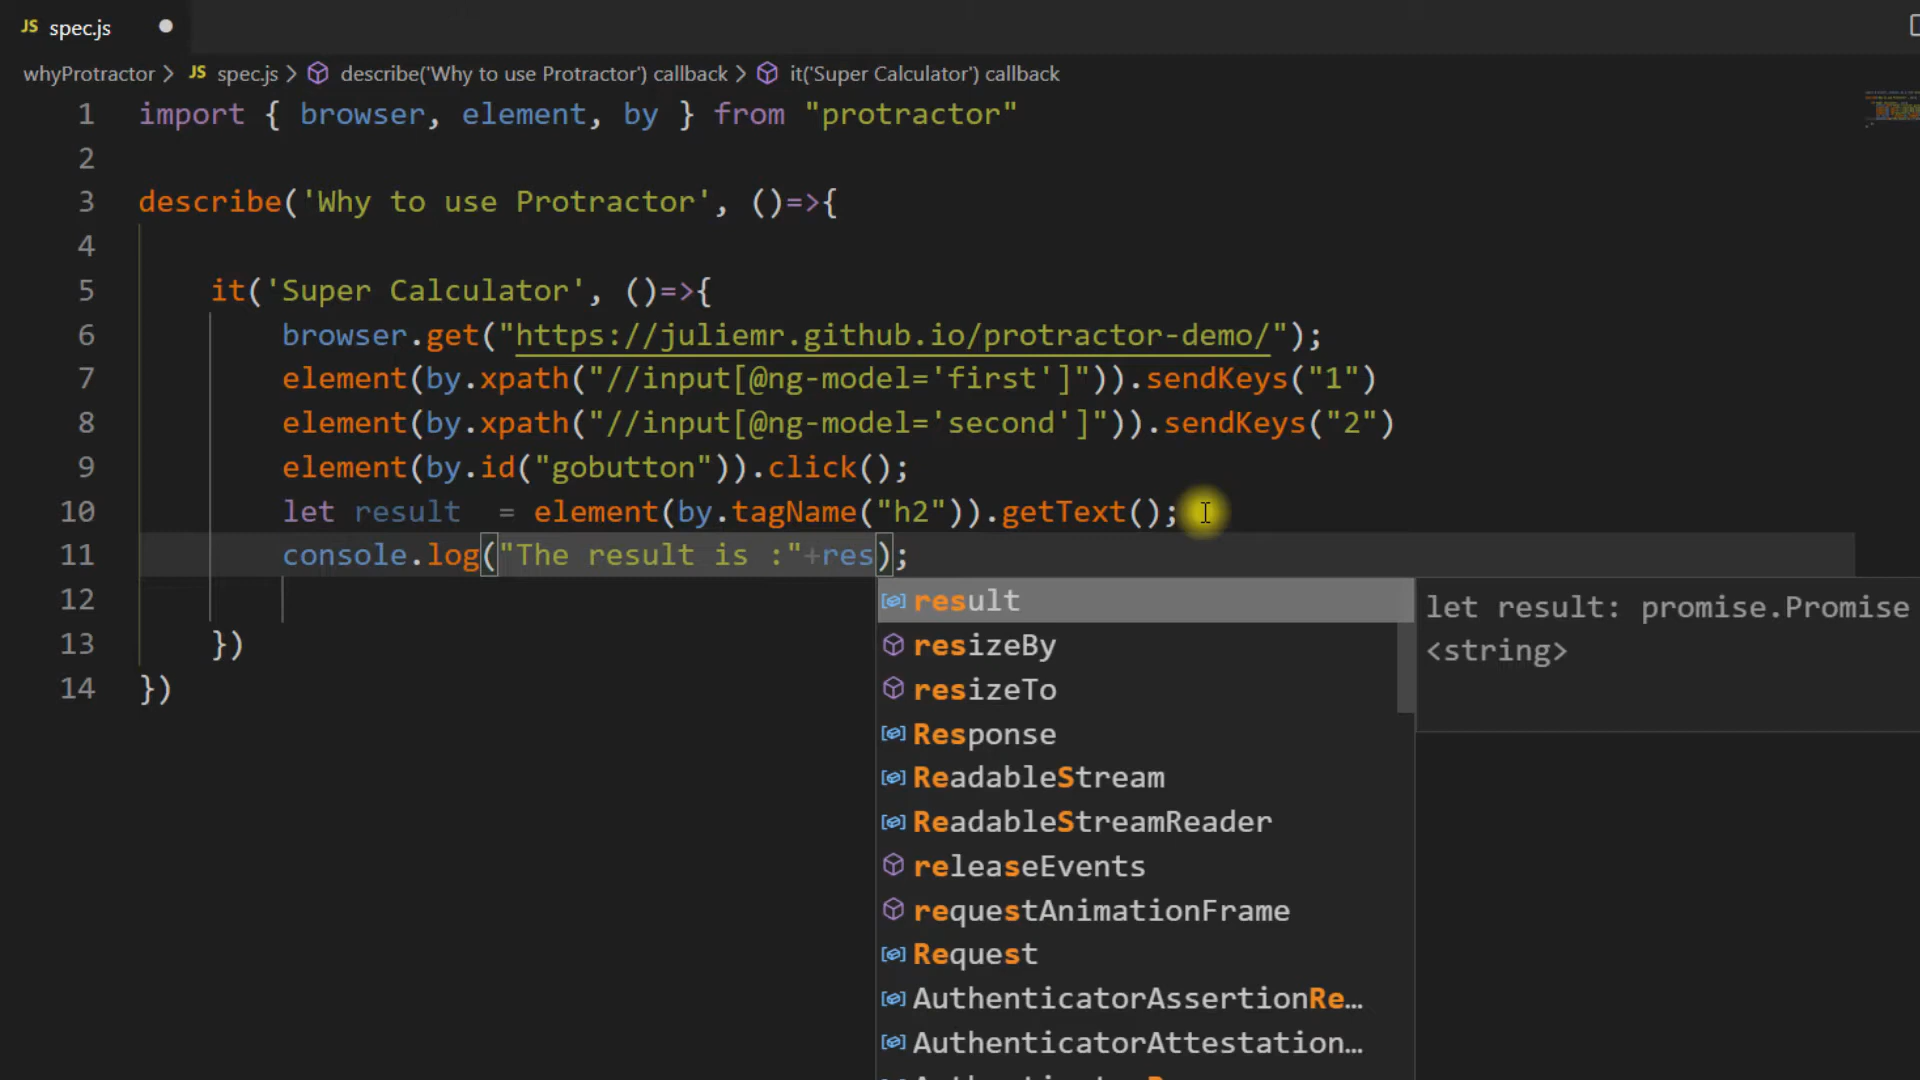 JS spec.js
whyProtractor > JS spec.js > describe('Why to use Protractor') callback > it('Super Calculator') callback
1 import { browser, element, by } from "protractor"
2
3 describe('Why to use Protractor', ()=>{
4
5 it('Super Calculator', ()=>{
6 browser.get("https://juliemr.github.io/protractor-demo/");
7 element(by.xpath("//input[@ng-model='first']")).sendKeys("1")
8 element(by.xpath("//input[@ng-model='second']")).sendKeys("2")
9 element(by.id("gobutton")).click();
10 let result = element(by.tagName("h2")).getText();
11 console.log("The result is :"+res);
12
13 })
14 })
result
resizeBy
resizeTo
Response
ReadableStream
ReadableStreamReader
releaseEvents
requestAnimationFrame
Request
AuthenticatorAssertionRe…
AuthenticatorAttestation…
let result: promise.Promise
<string>